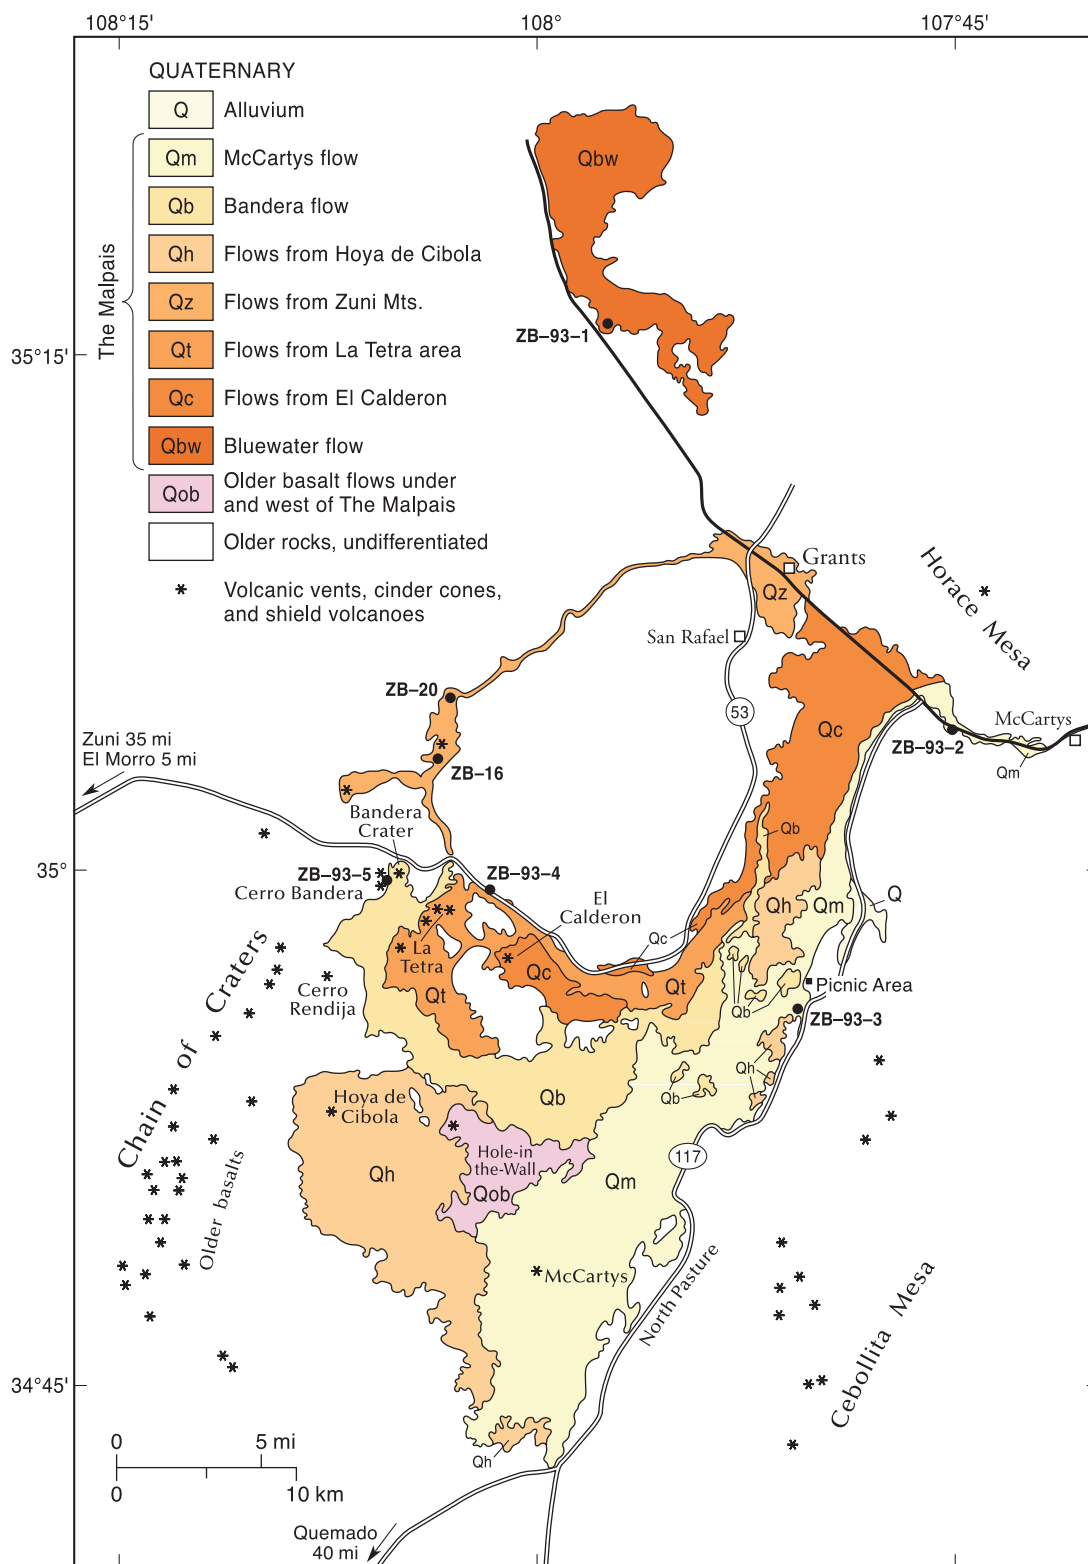 108°15'
108°
107°45'
QUATERNARY
Q Alluvium
Qm McCartys flow
Qb Bandera flow
Qh Flows from Hoya de Cibola
Qz Flows from Zuni Mts.
Qt Flows from La Tetra area
Qc Flows from El Calderon
Qbw Bluewater flow
The Malpais
Qob Older basalt flows under
and west of The Malpais
Older rocks, undifferentiated
* Volcanic vents, cinder cones,
and shield volcanoes
Qbw
ZB–93–1
35°15'
Grants
Qz
Horace Mesa
San Rafael
ZB–20
53
Qc
McCartys
ZB–93–2
Qm
Zuni 35 mi
El Morro 5 mi
ZB–16
Bandera
Crater
Qb
35°
ZB–93–5
ZB–93–4
Cerro Bandera
El
Calderon
Qh
Qm
Q
La
Tetra
Qc
Qc
Qt
Qt
Cerro
Rendija
Picnic Area
Qb
ZB–93–3
Chain of Craters
Qh
Qb
Qb
Hoya de
Cibola
Hole-in
the-Wall
117
Qh
Qob
Qm
Older basalts
McCartys
North Pasture
Cebollita Mesa
34°45'
Qh
0 5 mi
0 10 km
Quemado
40 mi